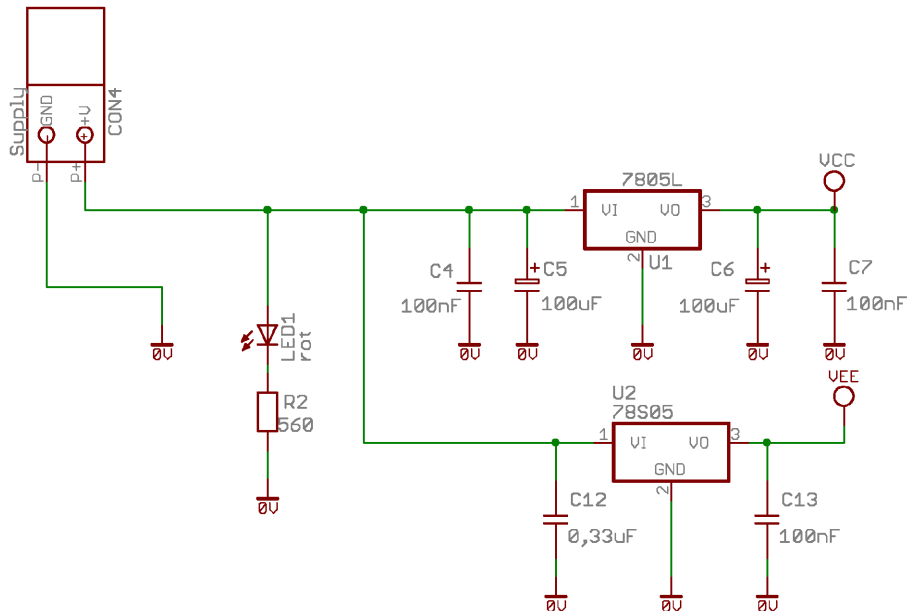 Supply
GND
+V
CON4
P-
P+
0V
LED1
rot
R2
560
0V
C4
100nF
0V
C5
+
100uF
0V
7805L
1
VI
VO
3
GND
2
U1
0V
C6
+
100uF
0V
VCC
C7
100nF
0V
VEE
U2
78S05
1
VI
VO
3
GND
2
0V
C12
0,33uF
0V
C13
100nF
0V